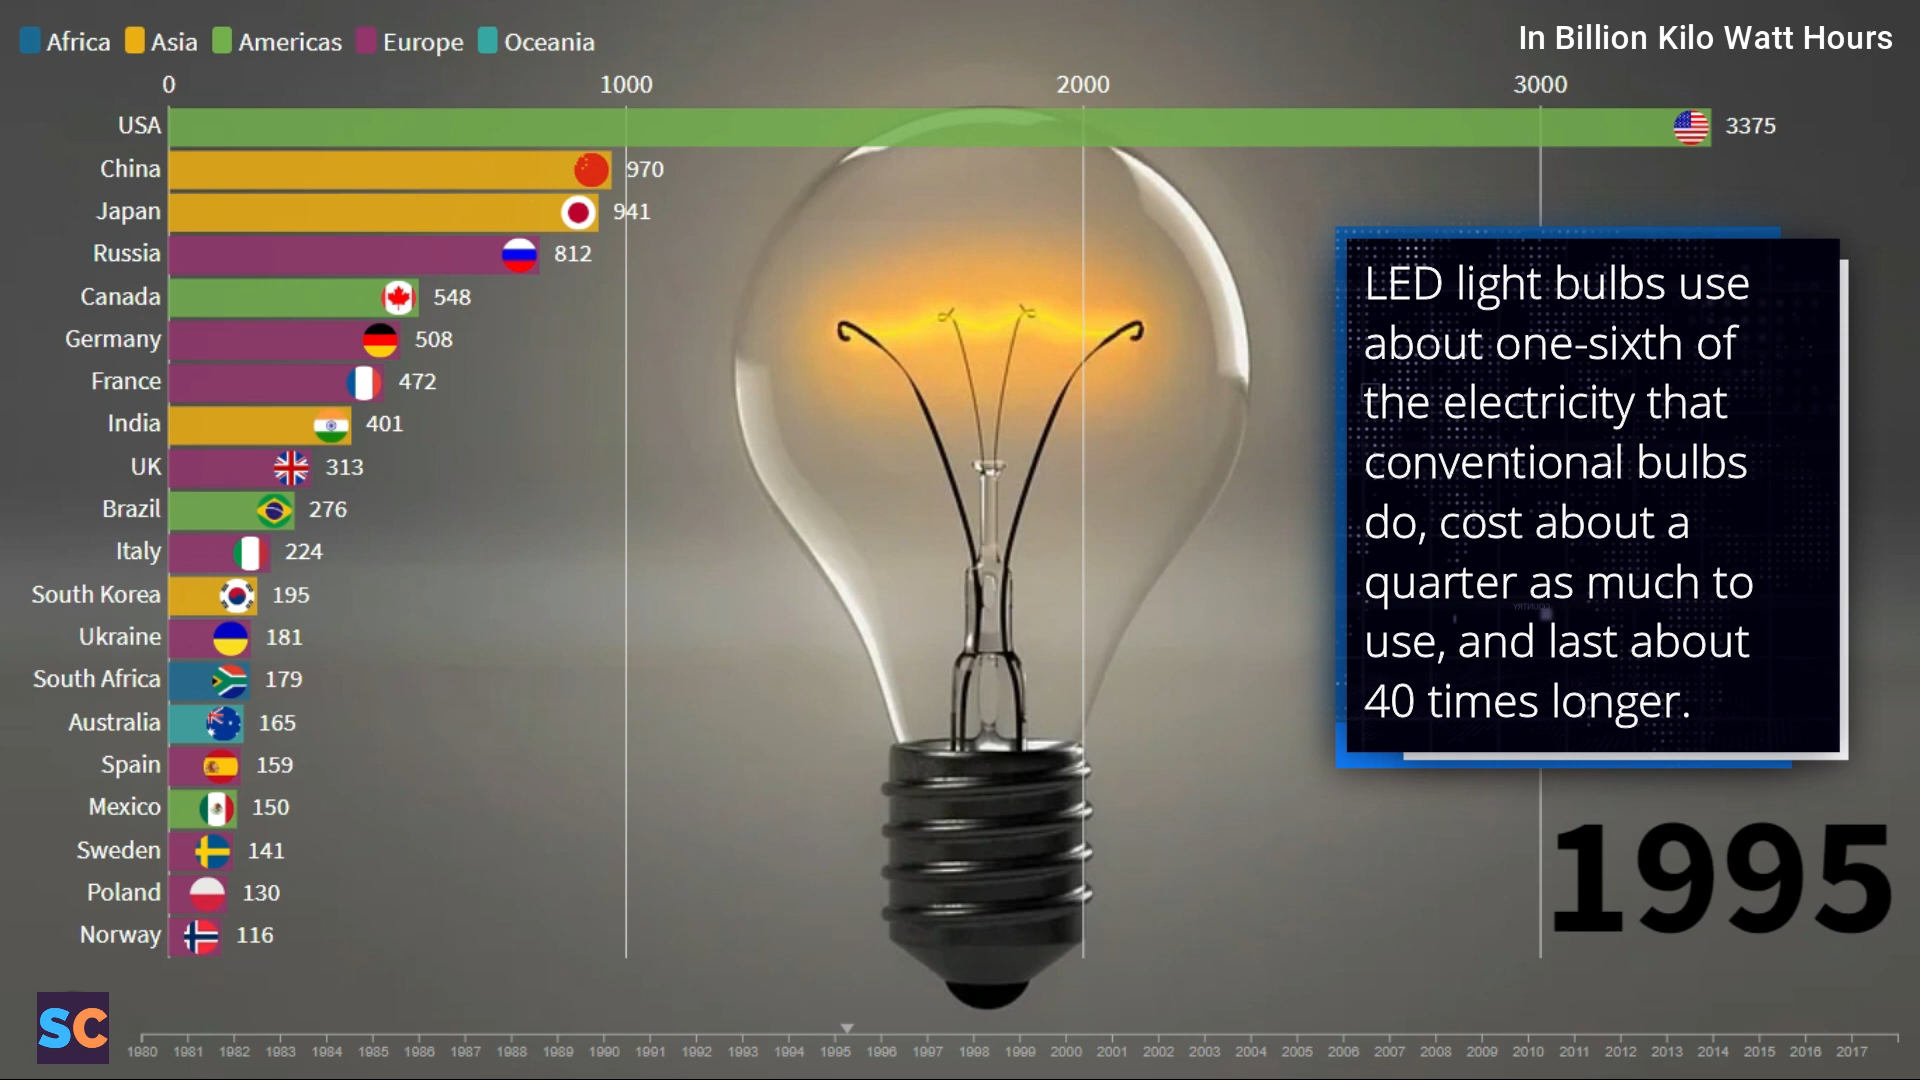 Africa Asia Americas Europe Oceania
In Billion Kilo Watt Hours
0 1000 2000 3000
USA 3375
China 970
Japan 941
Russia 812
Canada 548
Germany 508
France 472
India 401
UK 313
Brazil 276
Italy 224
South Korea 195
Ukraine 181
South Africa 179
Australia 165
Spain 159
Mexico 150
Sweden 141
Poland 130
Norway 116
LED light bulbs use
about one-sixth of
the electricity that
conventional bulbs
do, cost about a
quarter as much to
use, and last about
40 times longer.
COUNTRY
1995
SC
1980 1981 1982 1983 1984 1985 1986 1987 1988 1989 1990 1991 1992 1993 1994 1995 1996 1997 1998 1999 2000 2001 2002 2003 2004 2005 2006 2007 2008 2009 2010 2011 2012 2013 2014 2015 2016 2017